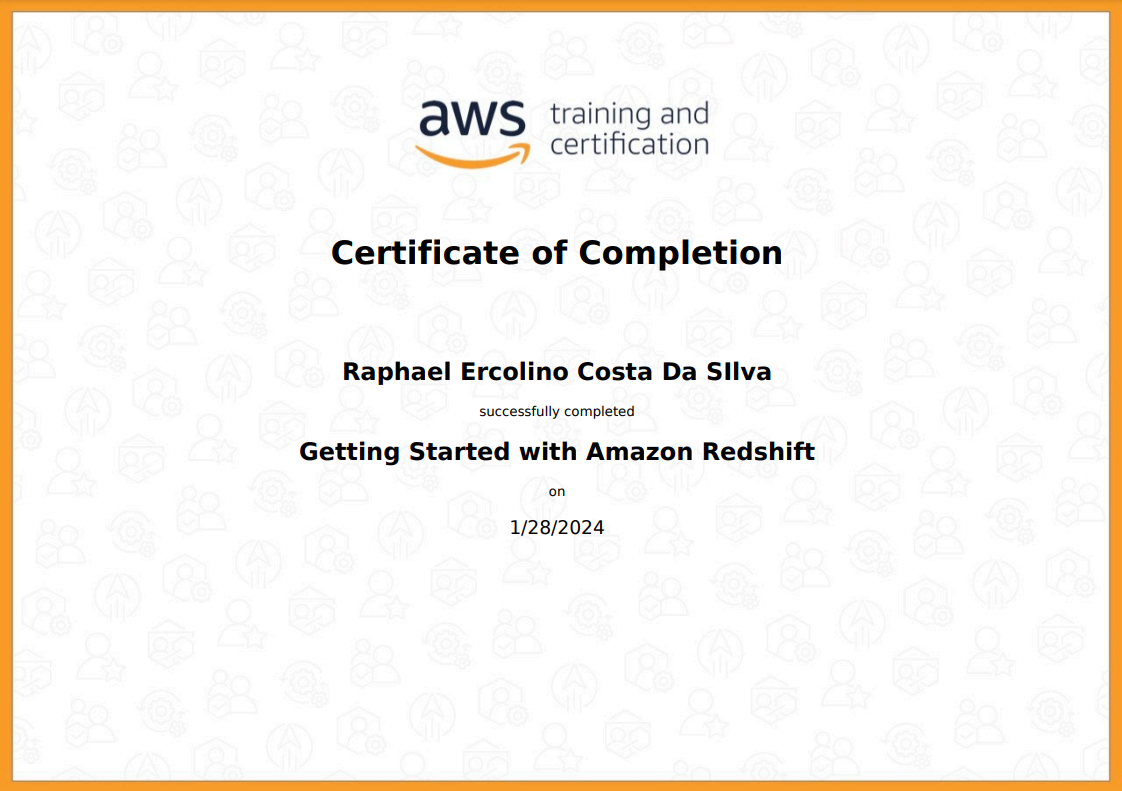 aws training and
certification
Certificate of Completion
Raphael Ercolino Costa Da SIlva
successfully completed
Getting Started with Amazon Redshift
on
1/28/2024